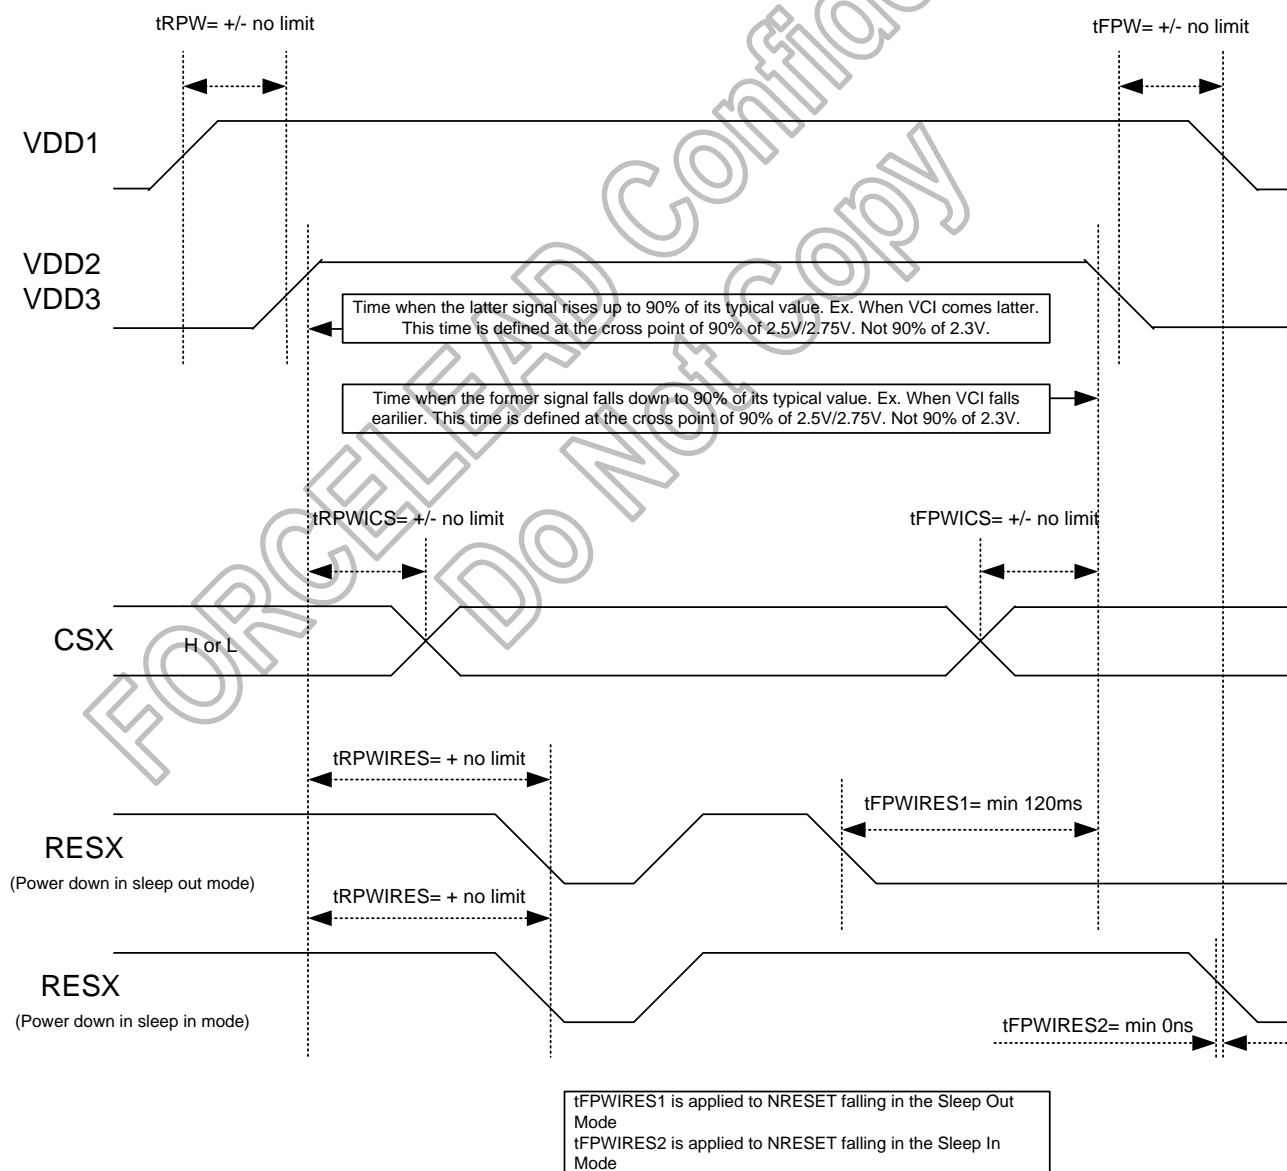 tRPW= +/- no limit
tFPW= +/- no limit
VDD1
VDD2
VDD3
Time when the latter signal rises up to 90% of its typical value. Ex. When VCI comes latter.
This time is defined at the cross point of 90% of 2.5V/2.75V. Not 90% of 2.3V.
Time when the former signal falls down to 90% of its typical value. Ex. When VCI falls
earilier. This time is defined at the cross point of 90% of 2.5V/2.75V. Not 90% of 2.3V.
tRPWICS= +/- no limit
tFPWICS= +/- no limit
CSX
H or L
tRPWIRES= + no limit
tFPWIRES1= min 120ms
RESX
(Power down in sleep out mode)
tRPWIRES= + no limit
RESX
(Power down in sleep in mode)
tFPWIRES2= min 0ns
tFPWIRES1 is applied to NRESET falling in the Sleep Out
Mode
tFPWIRES2 is applied to NRESET falling in the Sleep In
Mode
FORCELEAD
Do Not Copy